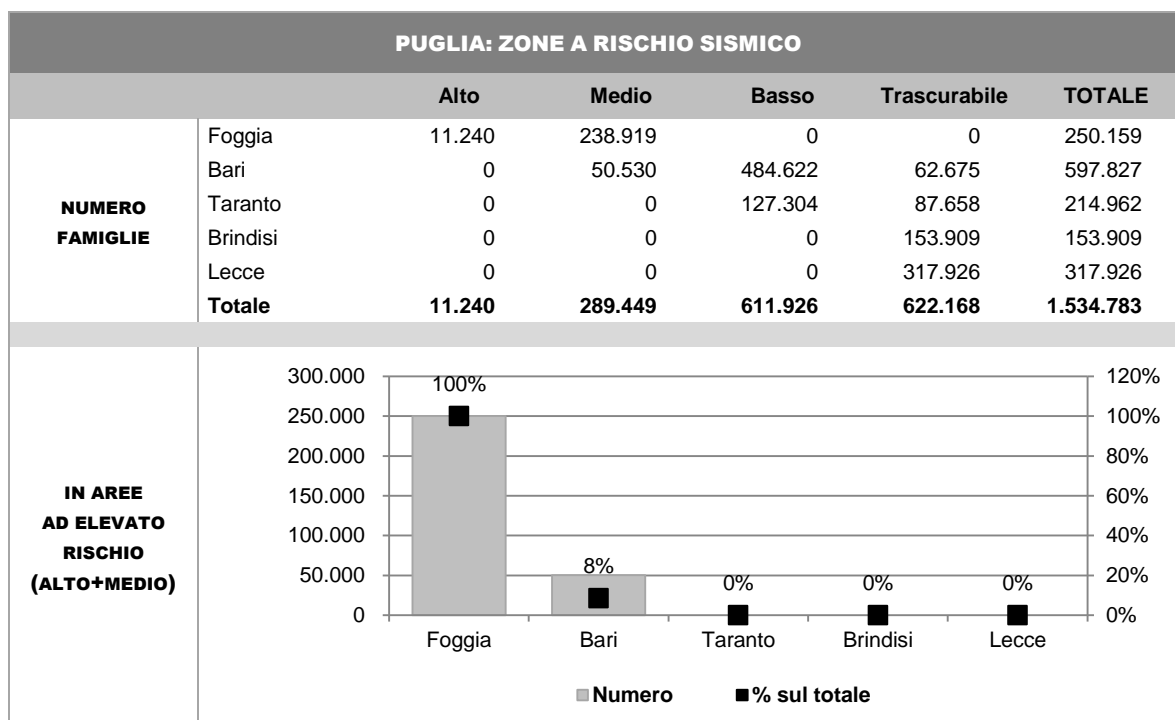 PUGLIA: ZONE A RISCHIO SISMICO
Alto Medio Basso Trascurabile TOTALE
NUMERO FAMIGLIE
Foggia 11.240 238.919 0 0 250.159
Bari 0 50.530 484.622 62.675 597.827
Taranto 0 0 127.304 87.658 214.962
Brindisi 0 0 0 153.909 153.909
Lecce 0 0 0 317.926 317.926
Totale 11.240 289.449 611.926 622.168 1.534.783
IN AREE
AD ELEVATO
RISCHIO
(ALTO+MEDIO)
300.000 120%
100%
250.000 100%
200.000 80%
150.000 60%
100.000 40%
8%
50.000 0% 0% 0% 20%
0 0%
Foggia Bari Taranto Brindisi Lecce
Numero % sul totale